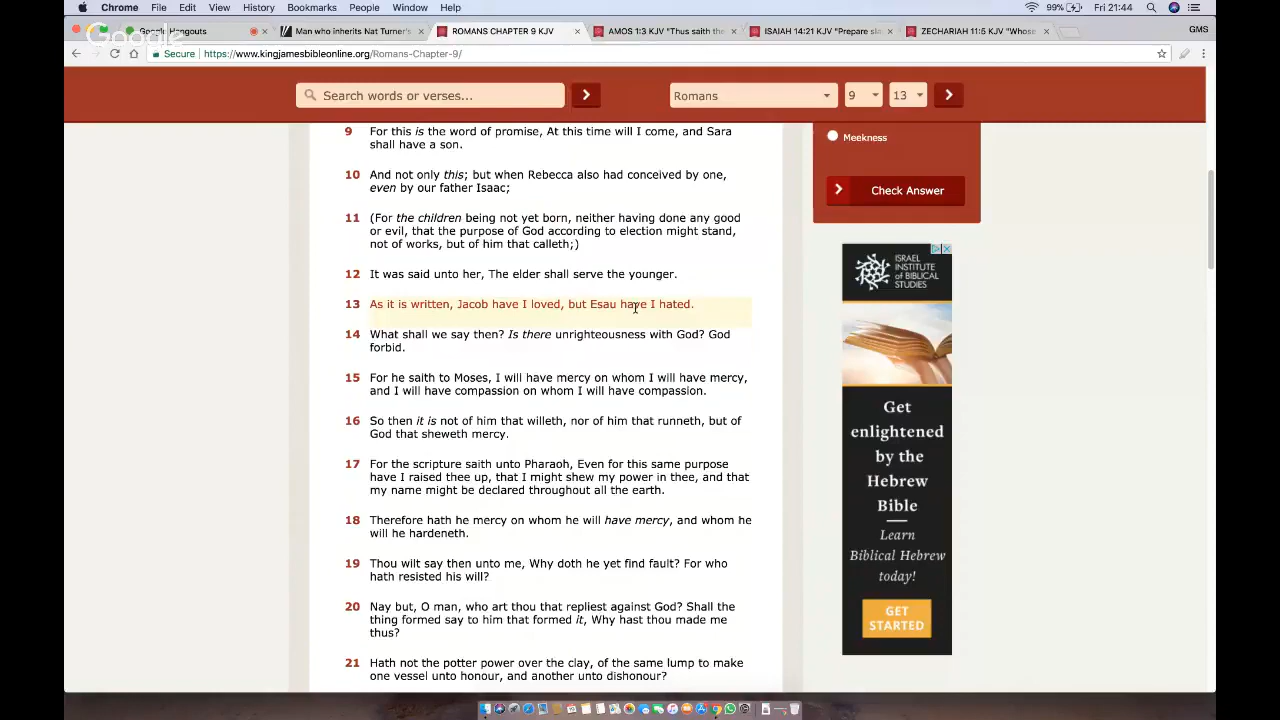 Chrome File Edit View History Bookmarks People Window Help 99% Fri 21:44
Google Hangouts Man who inherits Nat Turner's ROMANS CHAPTER 9 KJV AMOS 1:3 KJV "Thus saith the ISAIAH 14:21 KJV "Prepare sla ZECHARIAH 11:5 KJV "Whose GMS
Google
Secure https://www.kingjamesbibleonline.org/Romans-Chapter-9/
Search words or verses... Romans 9 13
9 For this is the word of promise, At this time will I come, and Sara
shall have a son.
10 And not only this; but when Rebecca also had conceived by one,
even by our father Isaac;
11 (For the children being not yet born, neither having done any good
or evil, that the purpose of God according to election might stand,
not of works, but of him that calleth;)
12 It was said unto her, The elder shall serve the younger.
13 As it is written, Jacob have I loved, but Esau have I hated.
14 What shall we say then? Is there unrighteousness with God? God
forbid.
15 For he saith to Moses, I will have mercy on whom I will have mercy,
and I will have compassion on whom I will have compassion.
16 So then it is not of him that willeth, nor of him that runneth, but of
God that sheweth mercy.
17 For the scripture saith unto Pharaoh, Even for this same purpose
have I raised thee up, that I might shew my power in thee, and that
my name might be declared throughout all the earth.
18 Therefore hath he mercy on whom he will have mercy, and whom he
will he hardeneth.
19 Thou wilt say then unto me, Why doth he yet find fault? For who
hath resisted his will?
20 Nay but, O man, who art thou that repliest against God? Shall the
thing formed say to him that formed it, Why hast thou made me
thus?
21 Hath not the potter power over the clay, of the same lump to make
one vessel unto honour, and another unto dishonour?
Meekness
Check Answer
ISRAEL
INSTITUTE
OF BIBLICAL
STUDIES
Get
enlightened
by the
Hebrew
Bible
Learn
Biblical Hebrew
today!
GET
STARTED